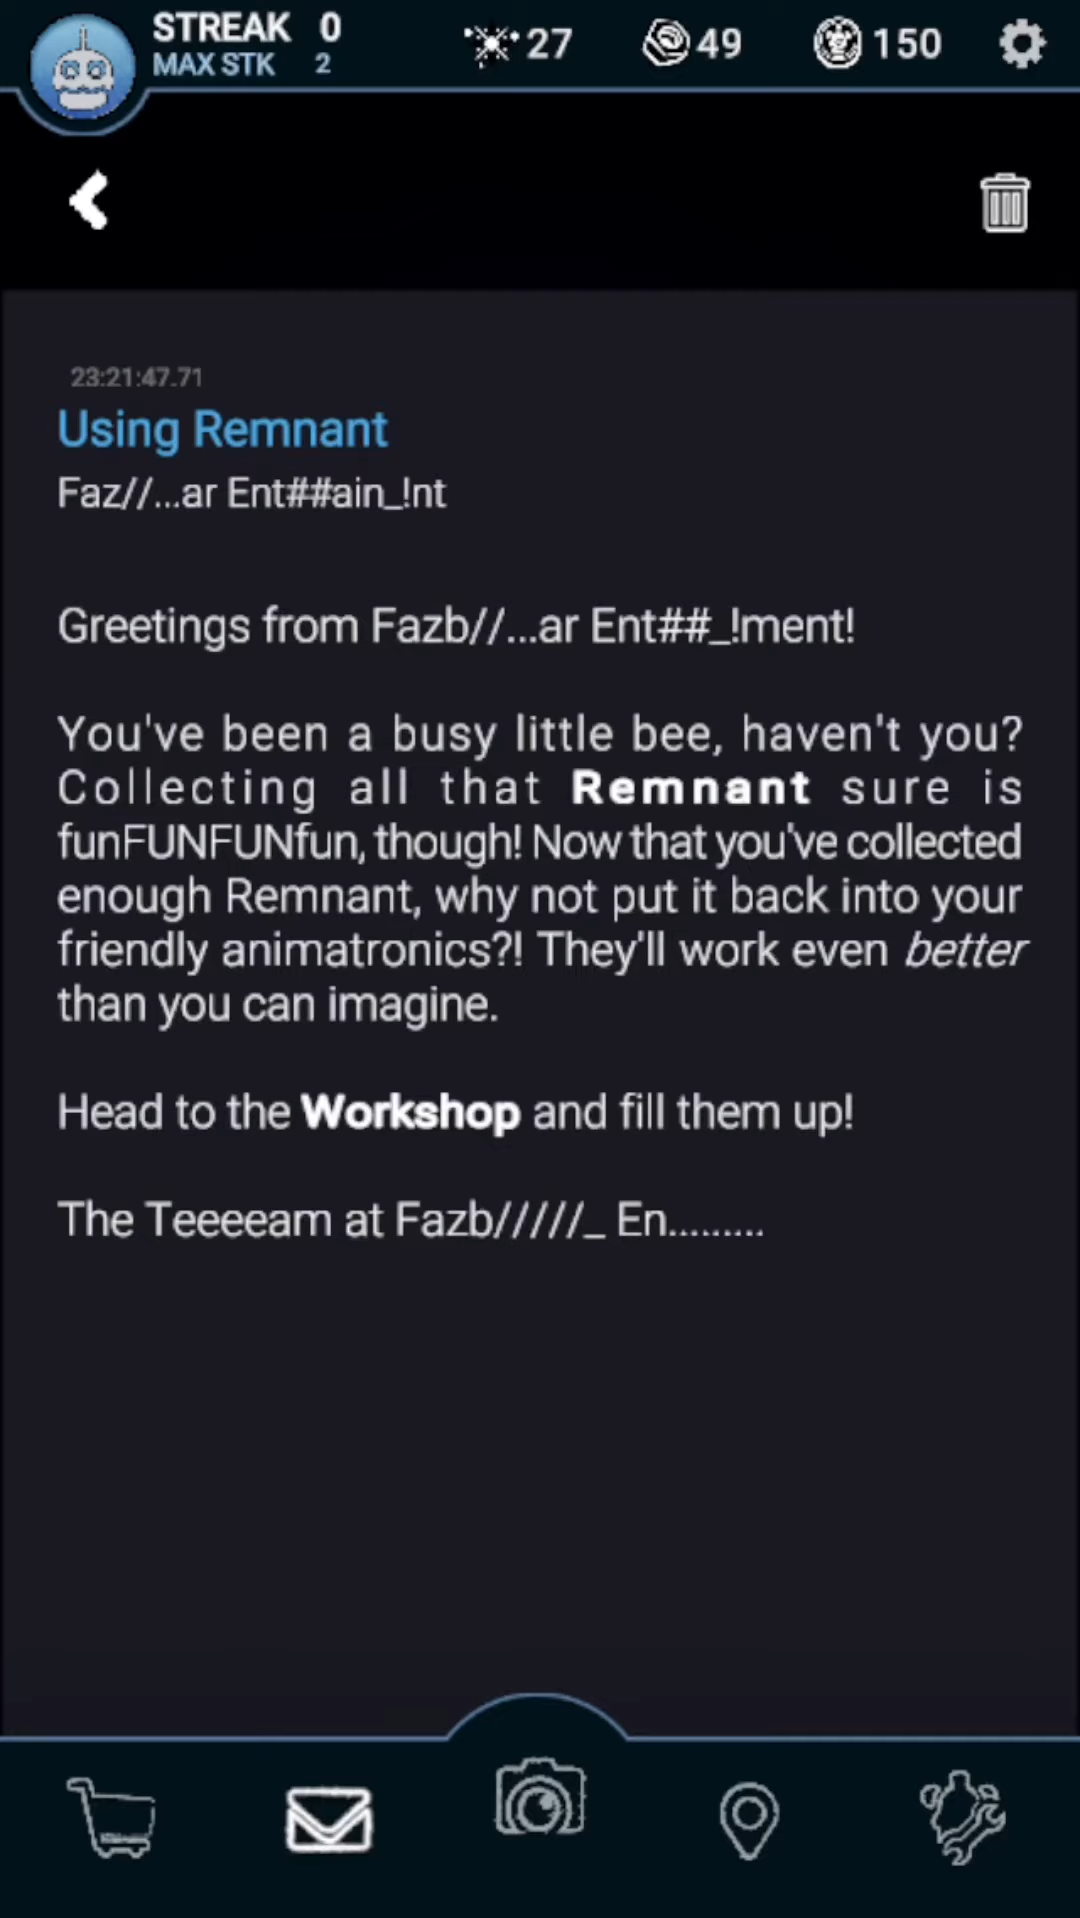 STREAK 0 27 49 150
MAX STK 2
23:21:47.71
Using Remnant
Faz//...ar Ent##ain_!nt
Greetings from Fazb//...ar Ent##_!ment!
You've been a busy little bee, haven't you?
Collecting all that Remnant sure is
funFUNFUNfun, though! Now that you've collected
enough Remnant, why not put it back into your
friendly animatronics?! They'll work even better
than you can imagine.
Head to the Workshop and fill them up!
The Teeeeam at Fazb/////_ En.........